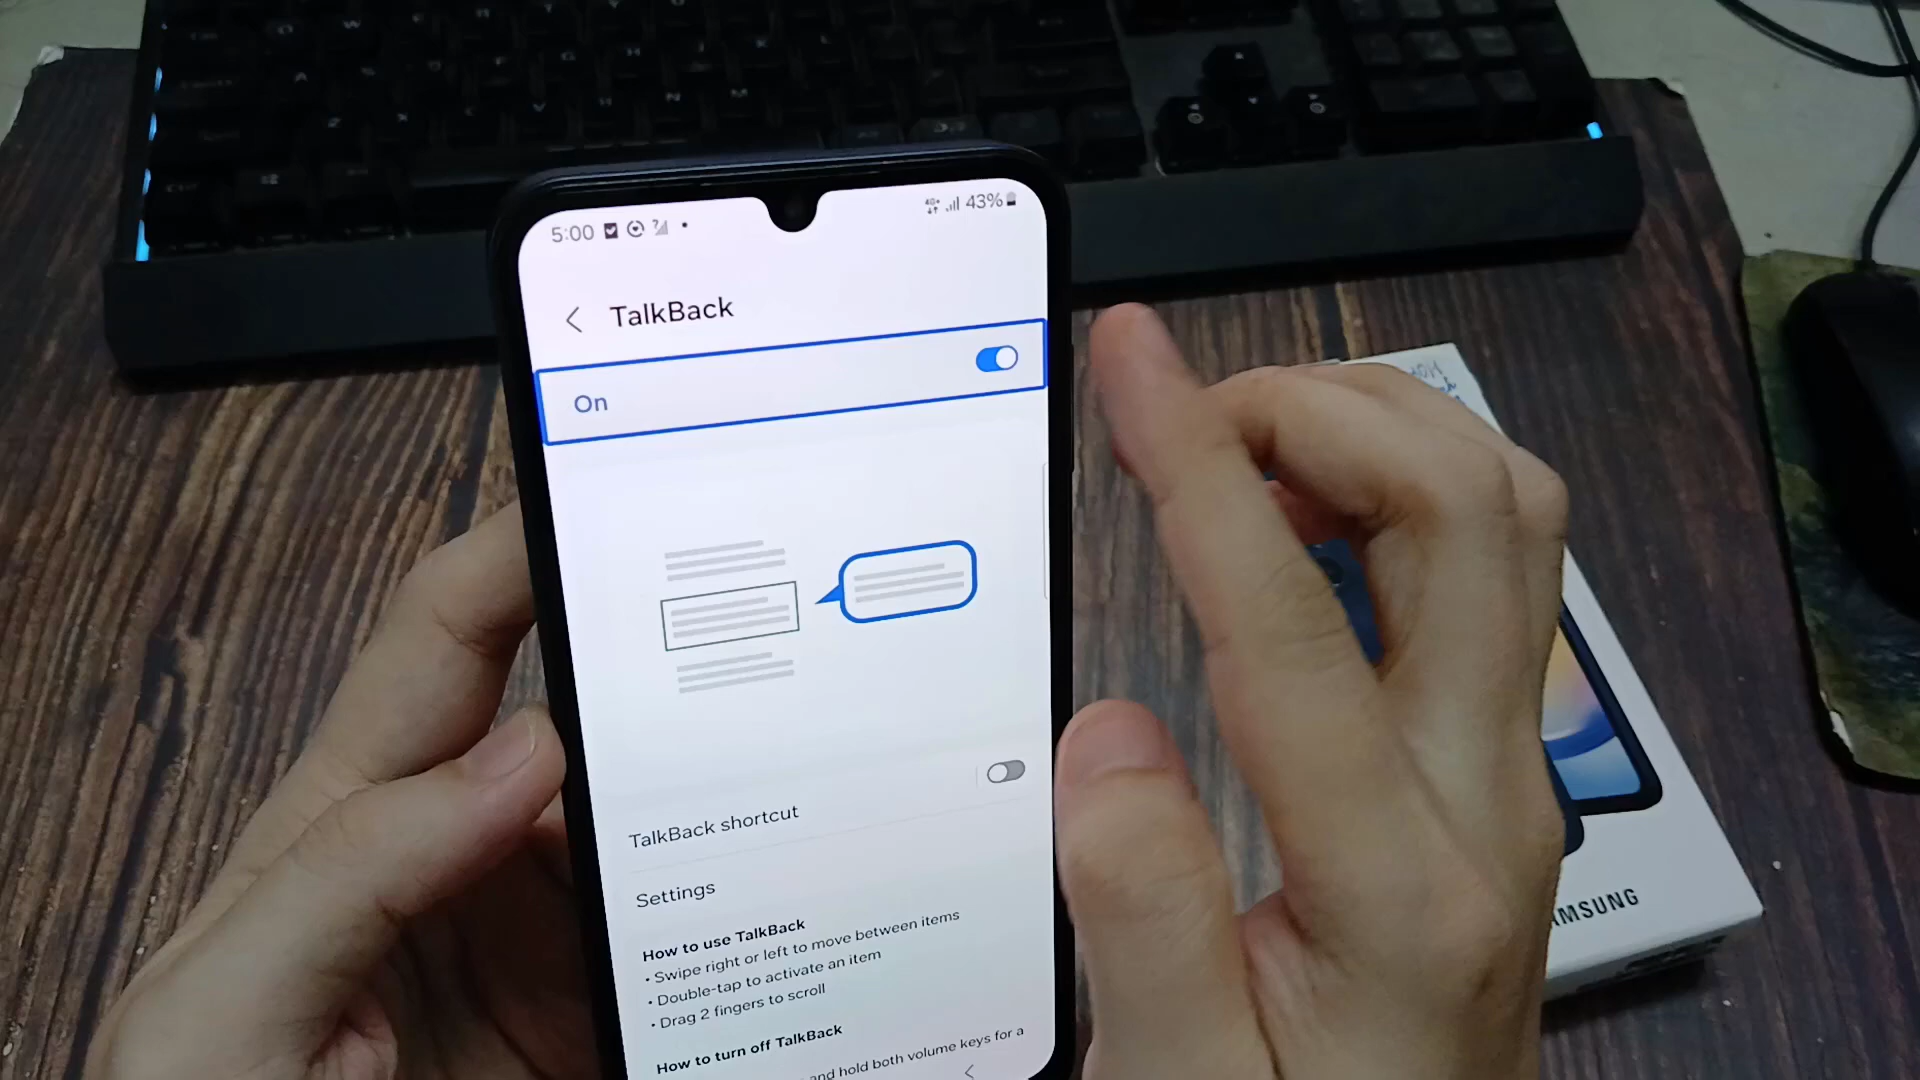 5:00
4G+ 43%
TalkBack
On
TalkBack shortcut
Settings
How to use TalkBack
• Swipe right or left to move between items
• Double-tap to activate an item
• Drag 2 fingers to scroll
How to turn off TalkBack
and hold both volume keys for a
AMSUNG